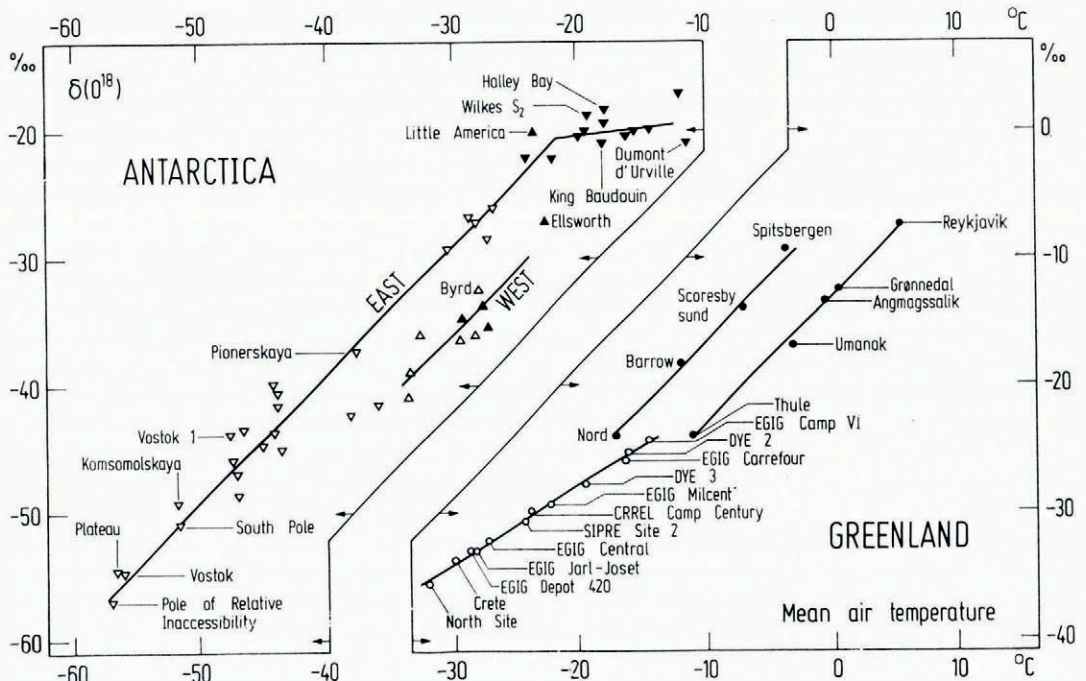 -60 -50 -40 -30 -20 -10 0 10 °C
‰ ‰
δ(O¹⁸)
Halley Bay
Wilkes S₂
-20 Little America 0
ANTARCTICA
Dumont
d'Urville
King Baudouin
Ellsworth
Spitsbergen
Reykjavik
-30 -10
EAST
Byrd
WEST
Grønnedal
Angmagssalik
Scoresby
sund
Pionerskaya
Umanak
Barrow
-40 -20
Thule
Nord
EGIG Camp VI
DYE 2
EGIG Carrefour
Vostok 1
DYE 3
Komsomolskaya
EGIG Milcent
CRREL Camp Century
-50 -30
South Pole
SIPRE Site 2
Plateau
EGIG Central
GREENLAND
EGIG Jarl-Joset
Vostok
EGIG Depot 420
Crete
Pole of Relative
Inaccessibility
North Site
Mean air temperature
-60 -40
-60 -50 -40 -30 -20 -10 0 10 °C